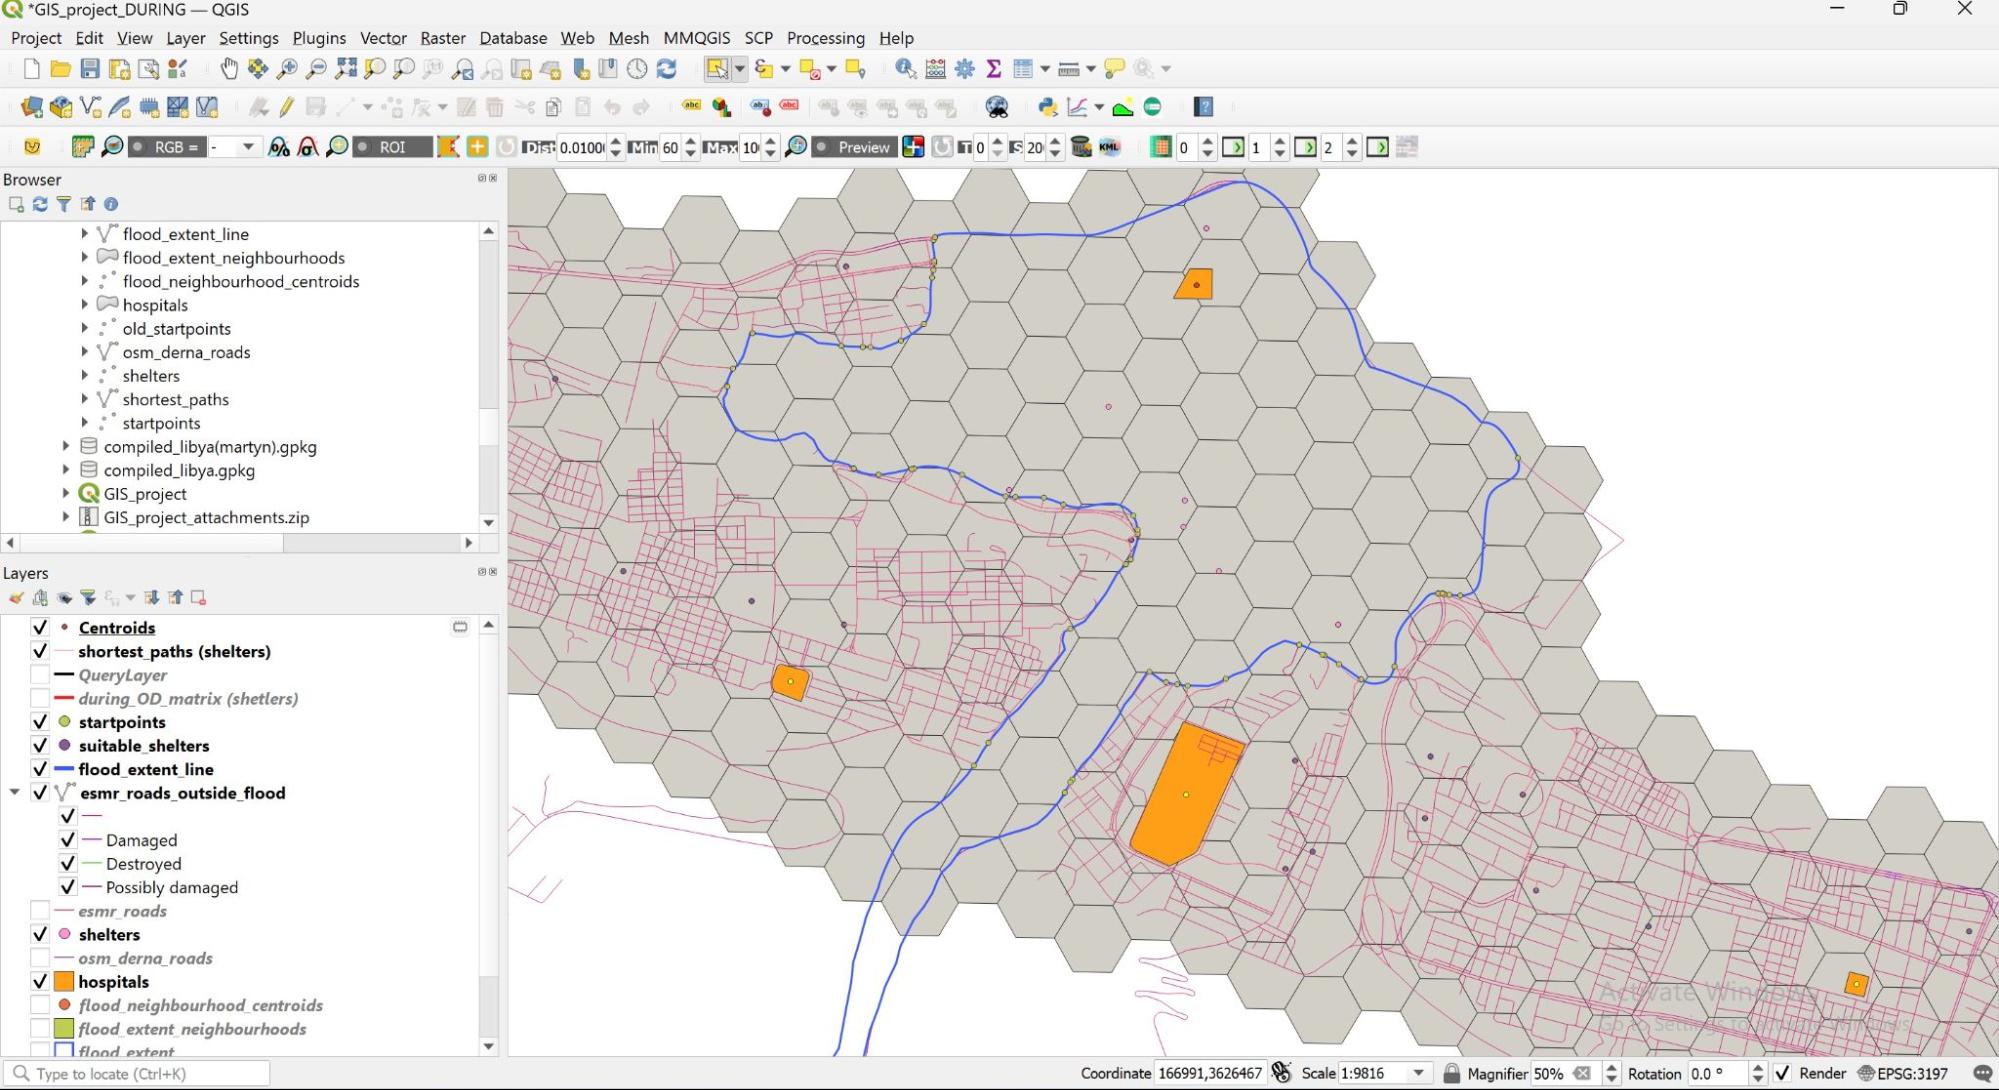 *GIS_project_DURING — QGIS
Project Edit View Layer Settings Plugins Vector Raster Database Web Mesh MMQGIS SCP Processing Help
RGB = - ROI Dist 0.0100 Min 60 Max 10 Preview T 0 S 20 0 1 2
Browser
flood_extent_line
flood_extent_neighbourhoods
flood_neighbourhood_centroids
hospitals
old_startpoints
osm_derna_roads
shelters
shortest_paths
startpoints
compiled_libya(martyn).gpkg
compiled_libya.gpkg
GIS_project
GIS_project_attachments.zip
Layers
Centroids
shortest_paths (shelters)
QueryLayer
during_OD_matrix (shetlers)
startpoints
suitable_shelters
flood_extent_line
esmr_roads_outside_flood
Damaged
Destroyed
Possibly damaged
esmr_roads
shelters
osm_derna_roads
hospitals
flood_neighbourhood_centroids
flood_extent_neighbourhoods
flood_extent
Activate Windows
Go to Settings to activate Windows.
Type to locate (Ctrl+K) Coordinate 166991,3626467 Scale 1:9816 Magnifier 50% Rotation 0.0 ° Render EPSG:3197